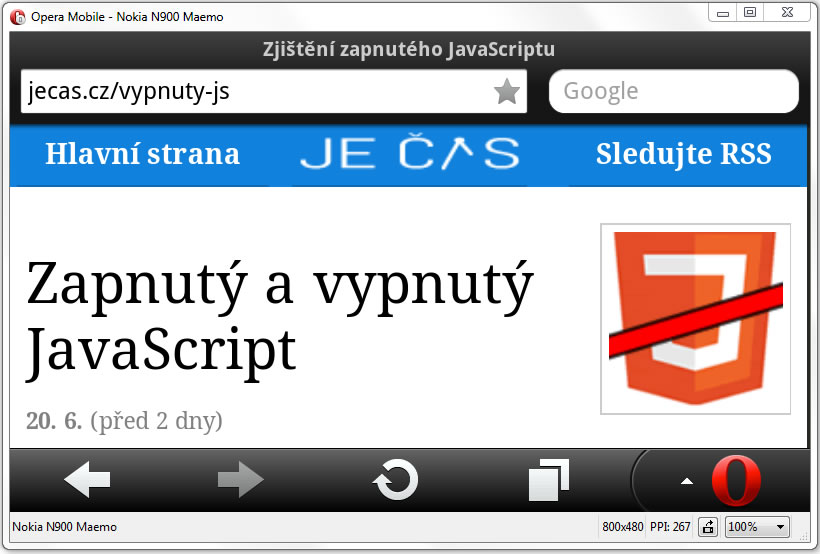 Opera Mobile - Nokia N900 Maemo
Zjištění zapnutého JavaScriptu
jecas.cz/vypnuty-js
Google
Hlavní strana
JE ČAS
Sledujte RSS
Zapnutý a vypnutý
JavaScript
20. 6. (před 2 dny)
Nokia N900 Maemo
800x480
PPI: 267
100%